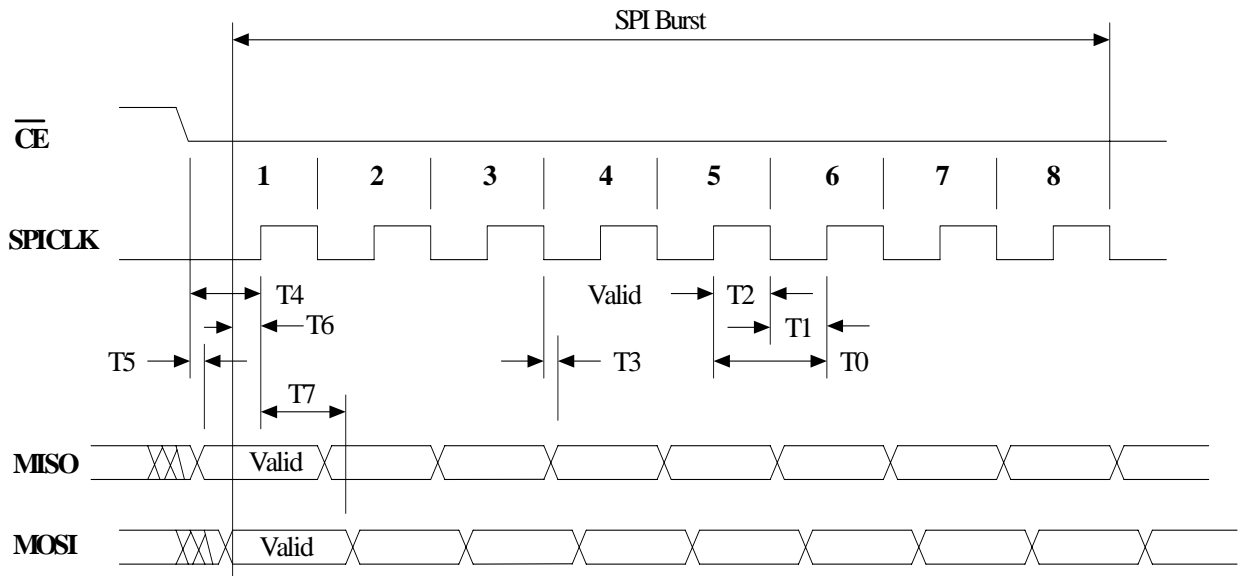 SPI Burst
CE
1 2 3 4 5 6 7 8
SPICLK
T4 Valid T2
T6 T1
T5 T3 T0
T7
MISO Valid
MOSI Valid